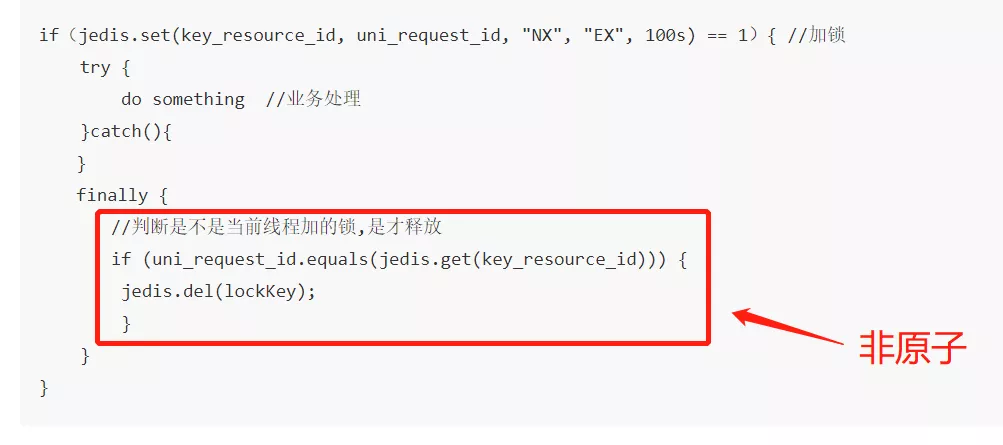 if（jedis.set(key_resource_id, uni_request_id, "NX", "EX", 100s) == 1）{ //加锁
try {
do something //业务处理
}catch(){
}
finally {
//判断是不是当前线程加的锁,是才释放
if (uni_request_id.equals(jedis.get(key_resource_id))) {
jedis.del(lockKey);
}
非原子
}
}